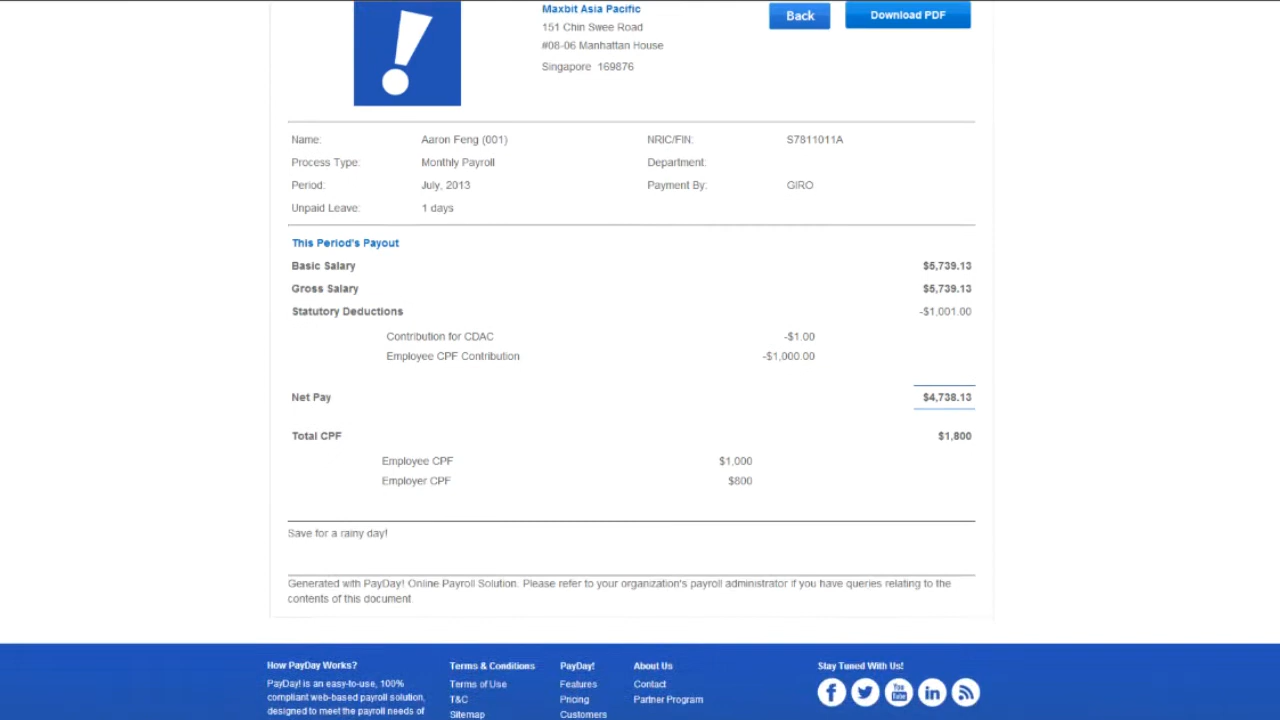 Maxbit Asia Pacific
Back
Download PDF
151 Chin Swee Road
#08-06 Manhattan House
Singapore 169876
Name: Aaron Feng (001) NRIC/FIN: S7811011A
Process Type: Monthly Payroll Department:
Period: July, 2013 Payment By: GIRO
Unpaid Leave: 1 days
This Period's Payout
Basic Salary $5,739.13
Gross Salary $5,739.13
Statutory Deductions -$1,001.00
Contribution for CDAC -$1.00
Employee CPF Contribution -$1,000.00
Net Pay $4,738.13
Total CPF $1,800
Employee CPF $1,000
Employer CPF $800
Save for a rainy day!
Generated with PayDay! Online Payroll Solution. Please refer to your organization's payroll administrator if you have queries relating to the
contents of this document
How PayDay Works? Terms & Conditions PayDay! About Us Stay Tuned With Us!
PayDay! is an easy-to-use, 100% Terms of Use Features Contact
compliant web-based payroll solution, T&C Pricing Partner Program
designed to meet the payroll needs of Sitemap Customers
You Tube